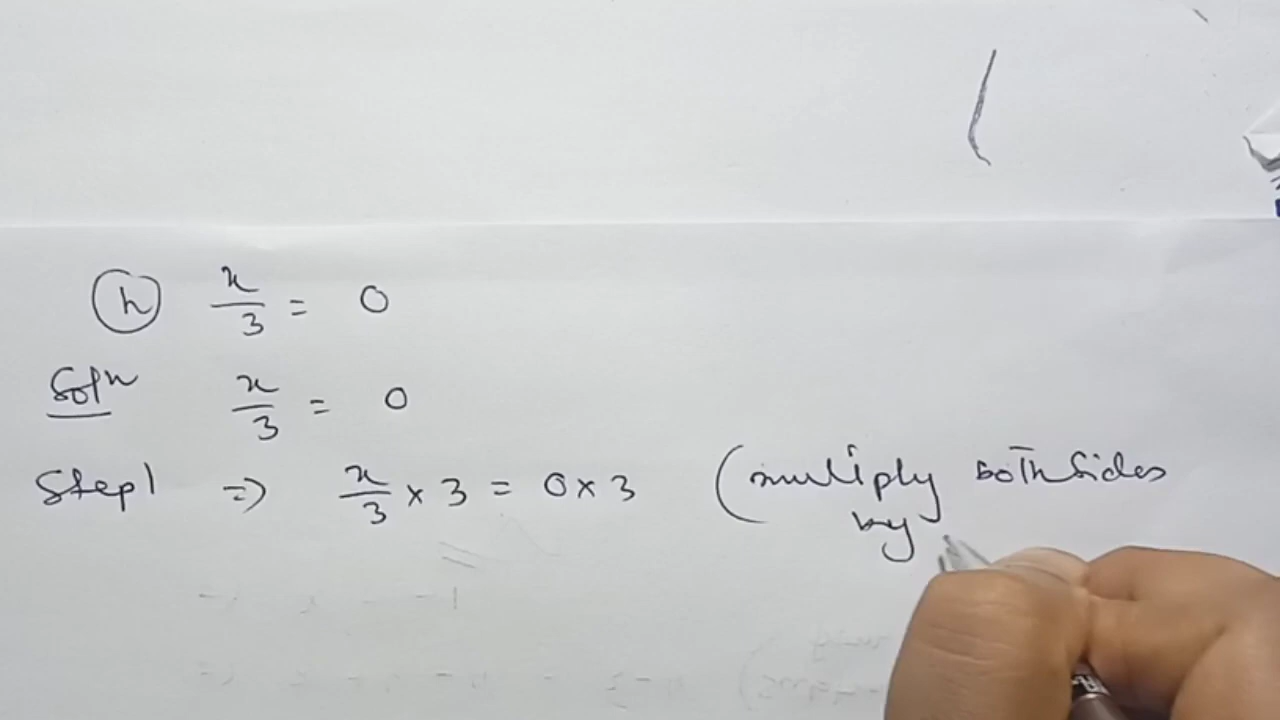 (h) x/3 = 0
Solⁿ x/3 = 0
Step1 => x/3 × 3 = 0 × 3 (multiply both sides
by